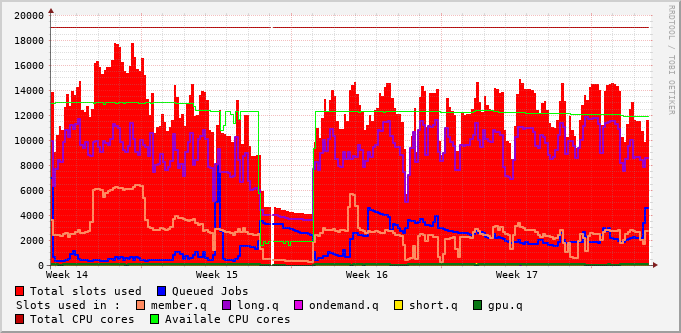 20000
18000
16000
14000
12000
10000
8000
6000
4000
2000
0
Week 14 Week 15 Week 16 Week 17
Total slots used Queued Jobs
Slots used in : member.q long.q ondemand.q short.q gpu.q
Total CPU cores Availale CPU cores
RRDTOOL / TOBI OETIKER